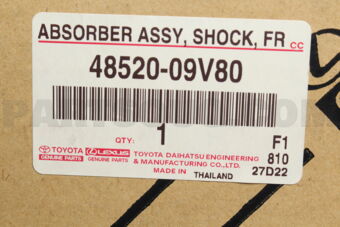 ABSORBER ASSY, SHOCK, FR CC
48520-09V80
QTY: 1 F1
TOYOTA LEXUS TOYOTA DAIHATSU ENGINEERING 810
GENUINE PARTS GENUINE PARTS & MANUFACTURING CO.,LTD.
MADE IN THAILAND 27D22